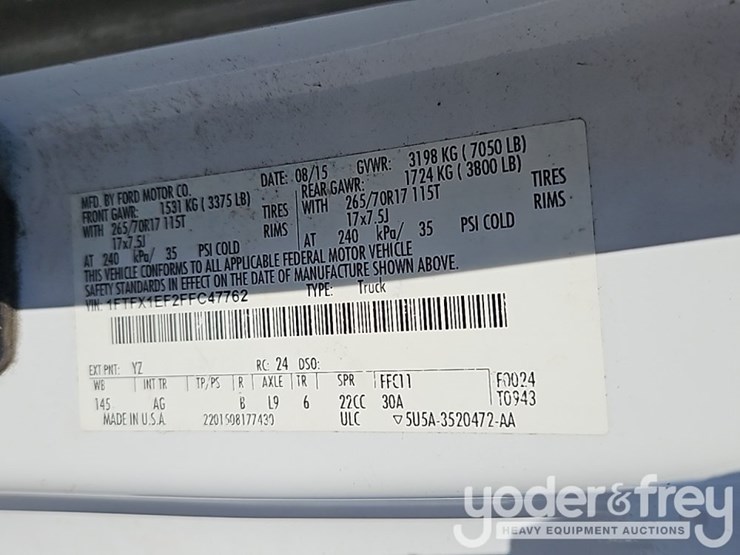 MFD. BY FORD MOTOR CO.
DATE: 08/15 GVWR: 3198 KG ( 7050 LB)
FRONT GAWR: 1531 KG ( 3375 LB) REAR GAWR: 1724 KG ( 3800 LB)
WITH 265/70R17 115T TIRES WITH 265/70R17 115T TIRES
17x7.5J RIMS 17x7.5J RIMS
AT 240 kPa/ 35 PSI COLD AT 240 kPa/ 35 PSI COLD
THIS VEHICLE CONFORMS TO ALL APPLICABLE FEDERAL MOTOR VEHICLE
SAFETY STANDARDS IN EFFECT ON THE DATE OF MANUFACTURE SHOWN ABOVE.
VIN: 1FTFX1EF2FFC47762 TYPE: Truck
EXT PNT: YZ RC: 24 DSO:
WB INT TR TP/PS R AXLE TR SPR FFC11 F0024
145 AG B L9 6 22CC 30A T0943
MADE IN U.S.A. 2201508177430 ULC ▽5U5A-3520472-AA
yoder&frey
HEAVY EQUIPMENT AUCTIONS